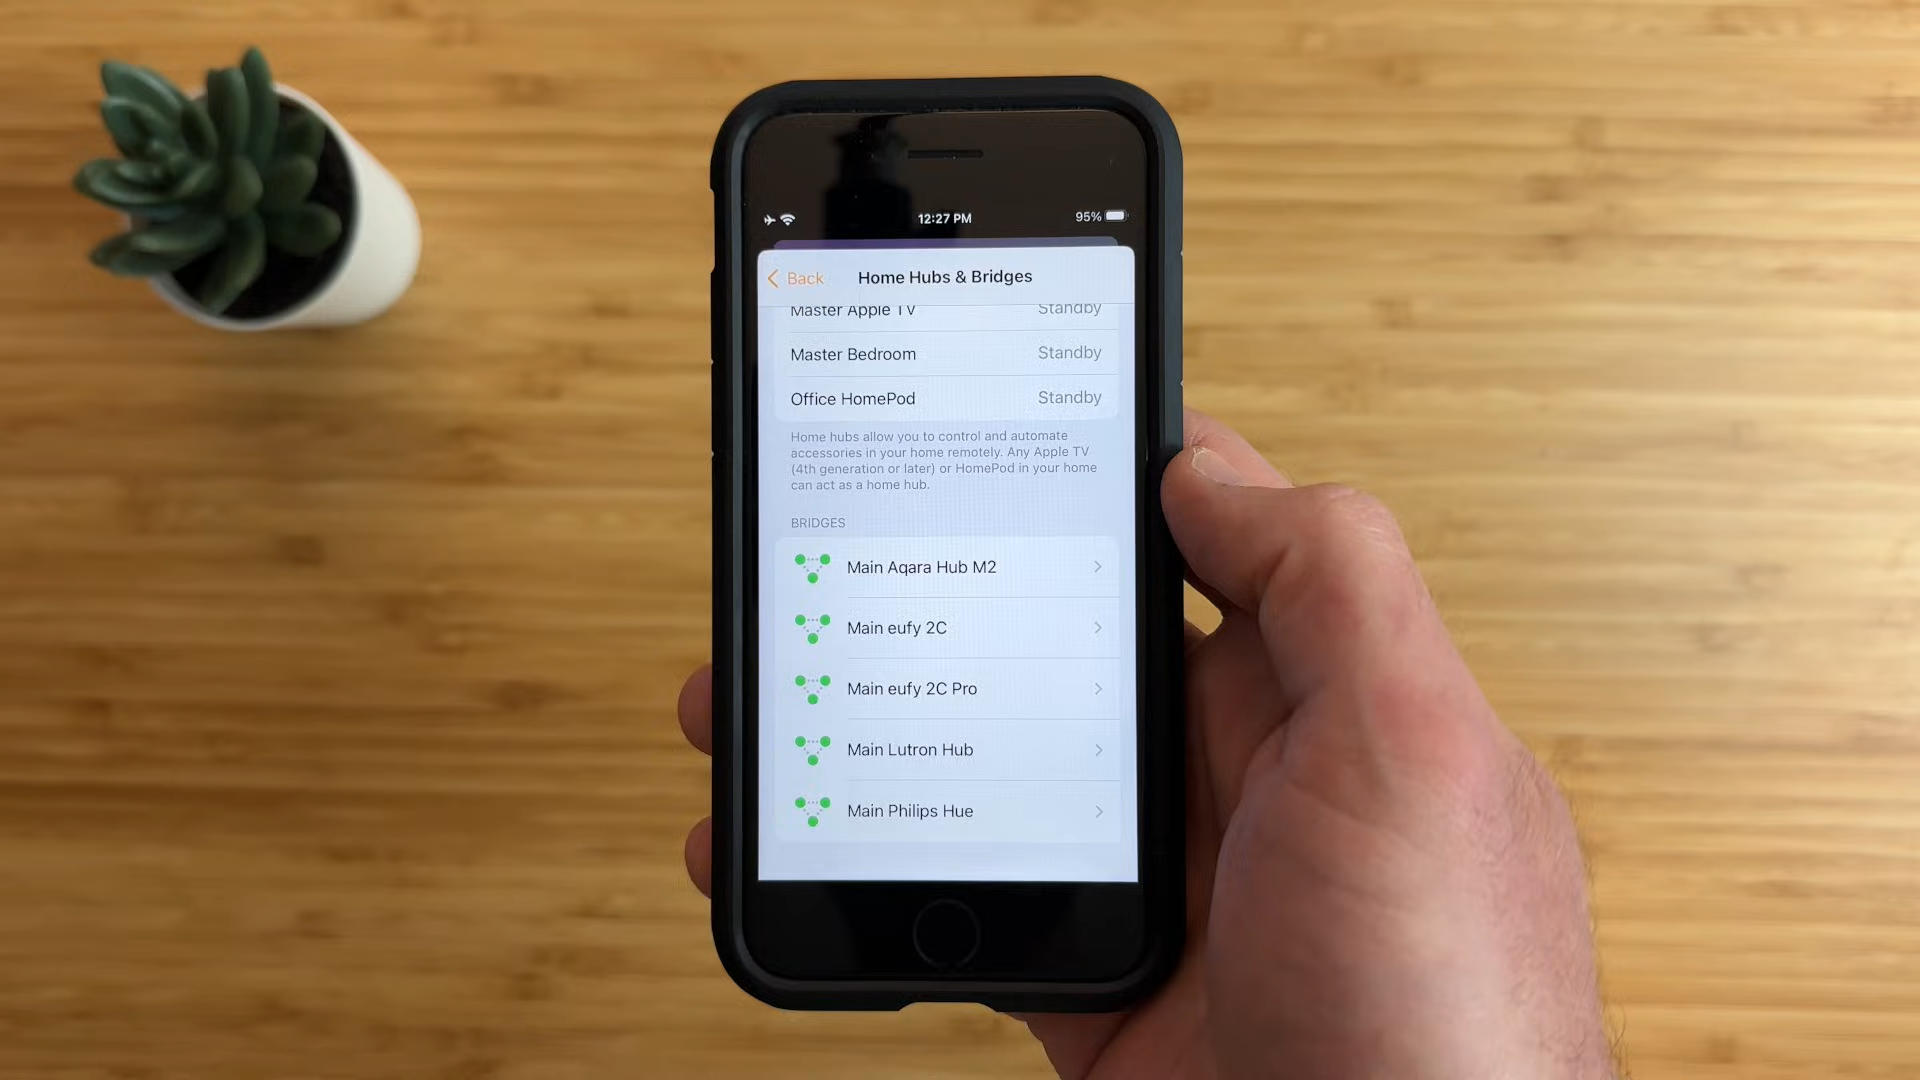 12:27 PM
95%
Back
Home Hubs & Bridges
Master Apple TV Standby
Master Bedroom Standby
Office HomePod Standby
Home hubs allow you to control and automate
accessories in your home remotely. Any Apple TV
(4th generation or later) or HomePod in your home
can act as a home hub.
BRIDGES
Main Aqara Hub M2
Main eufy 2C
Main eufy 2C Pro
Main Lutron Hub
Main Philips Hue